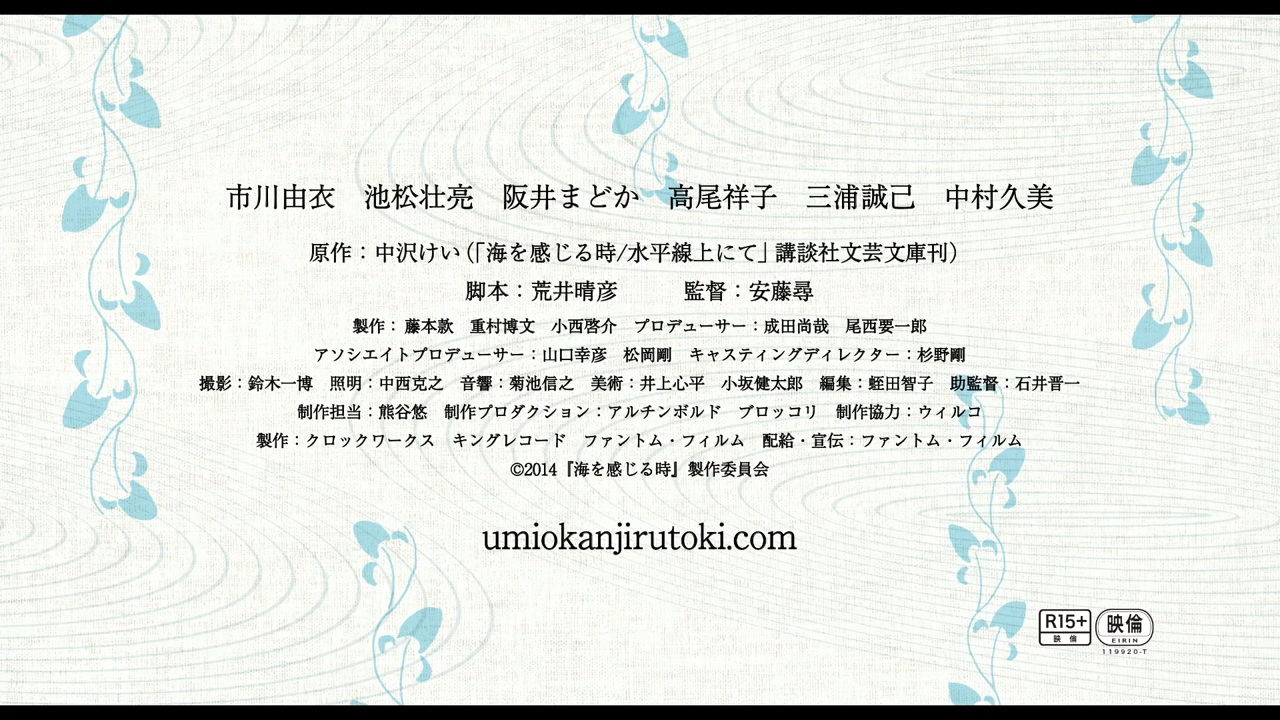 市川由衣　池松壮亮　阪井まどか　高尾祥子　三浦誠己　中村久美
原作：中沢けい（「海を感じる時/水平線上にて」講談社文芸文庫刊）
脚本：荒井晴彦　　　監督：安藤尋
製作：藤本款　重村博文　小西啓介　プロデューサー：成田尚哉　尾西要一郎
アソシエイトプロデューサー：山口幸彦　松岡剛　キャスティングディレクター：杉野剛
撮影：鈴木一博　照明：中西克之　音響：菊池信之　美術：井上心平　小坂健太郎　編集：蛭田智子　助監督：石井晋一
制作担当：熊谷悠　制作プロダクション：アルチンボルド　ブロッコリ　制作協力：ウィルコ
製作：クロックワークス　キングレコード　ファントム・フィルム　配給・宣伝：ファントム・フィルム
©2014『海を感じる時』製作委員会
umiokanjirutoki.com
R15+
映倫
映倫
EIRIN
119920-T